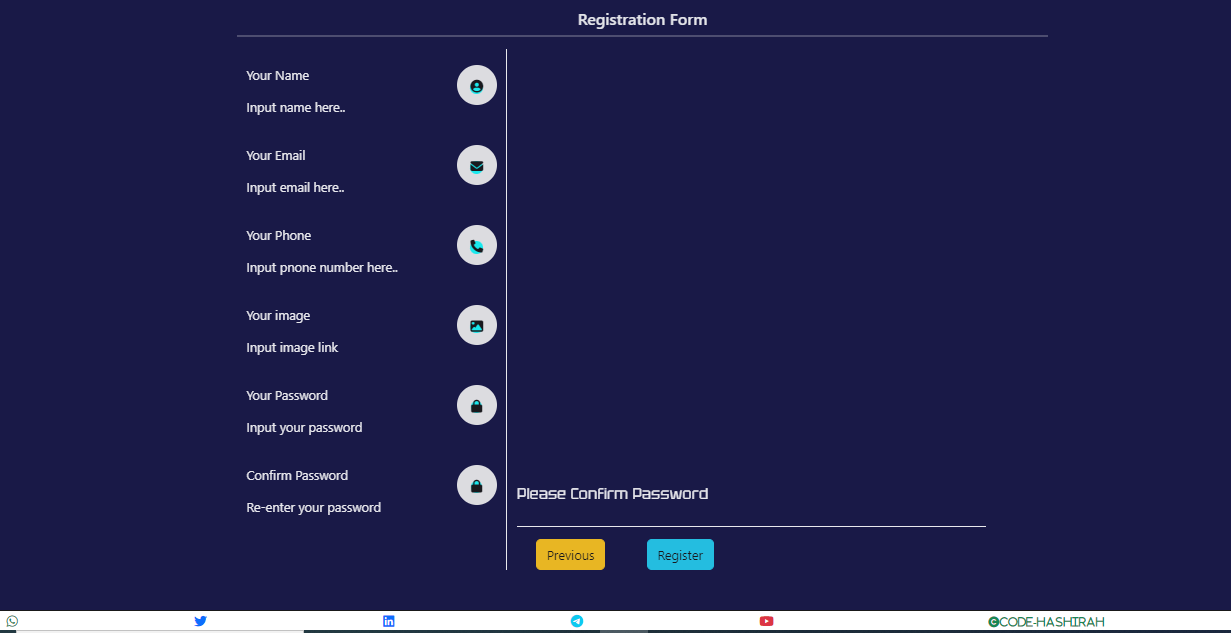 Registration Form
Your Name
Input name here..
Your Email
Input email here..
Your Phone
Input pnone number here..
Your image
Input image link
Your Password
Input your password
Confirm Password
Re-enter your password
Please Confirm Password
Previous
Register
©CODE-HASHIRAH